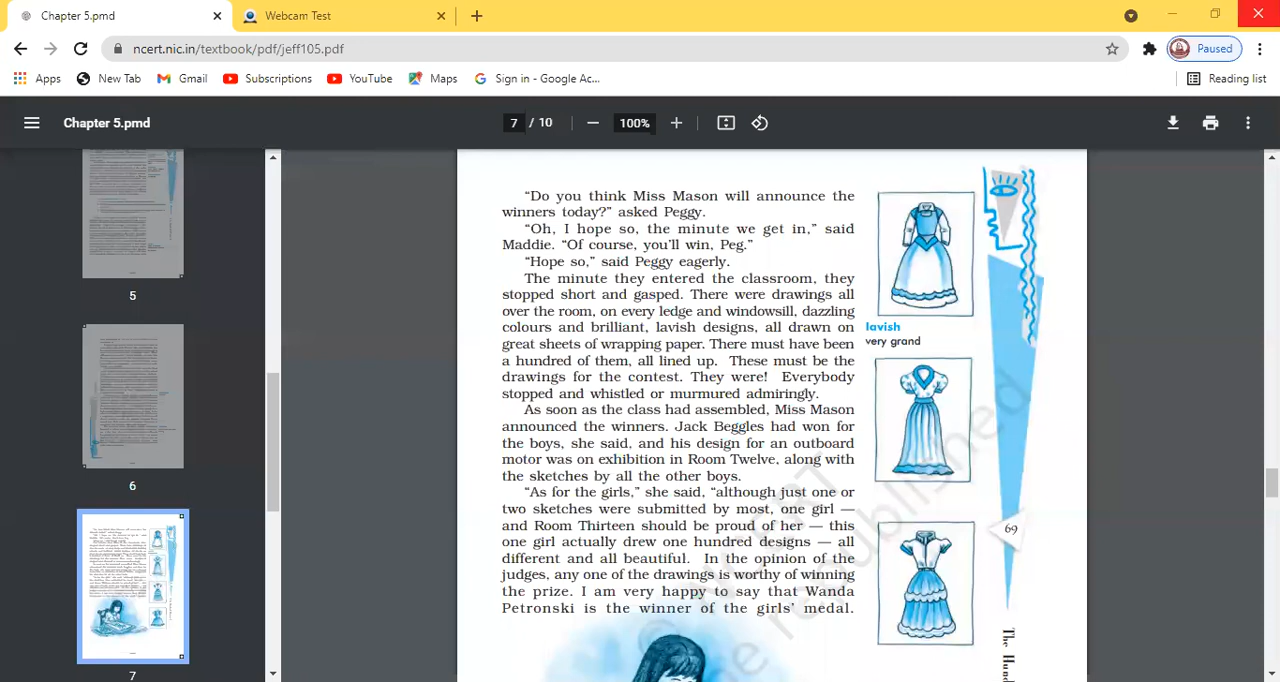 Chapter 5.pmd
Webcam Test
ncert.nic.in/textbook/pdf/jeff105.pdf
Paused
Apps
New Tab
Gmail
Subscriptions
YouTube
Maps
Sign in - Google Ac...
Reading list
Chapter 5.pmd
7 / 10
100%
5
6
7
“Do you think Miss Mason will announce the
winners today?” asked Peggy.
“Oh, I hope so, the minute we get in,” said
Maddie. “Of course, you’ll win, Peg.”
“Hope so,” said Peggy eagerly.
The minute they entered the classroom, they
stopped short and gasped. There were drawings all
over the room, on every ledge and windowsill, dazzling
colours and brilliant, lavish designs, all drawn on
great sheets of wrapping paper. There must have been
a hundred of them, all lined up. These must be the
drawings for the contest. They were! Everybody
stopped and whistled or murmured admiringly.
As soon as the class had assembled, Miss Mason
announced the winners. Jack Beggles had won for
the boys, she said, and his design for an outboard
motor was on exhibition in Room Twelve, along with
the sketches by all the other boys.
“As for the girls,” she said, “although just one or
two sketches were submitted by most, one girl —
and Room Thirteen should be proud of her — this
one girl actually drew one hundred designs — all
different and all beautiful. In the opinion of the
judges, any one of the drawings is worthy of winning
the prize. I am very happy to say that Wanda
Petronski is the winner of the girls’ medal.
lavish
very grand
69
The Hund